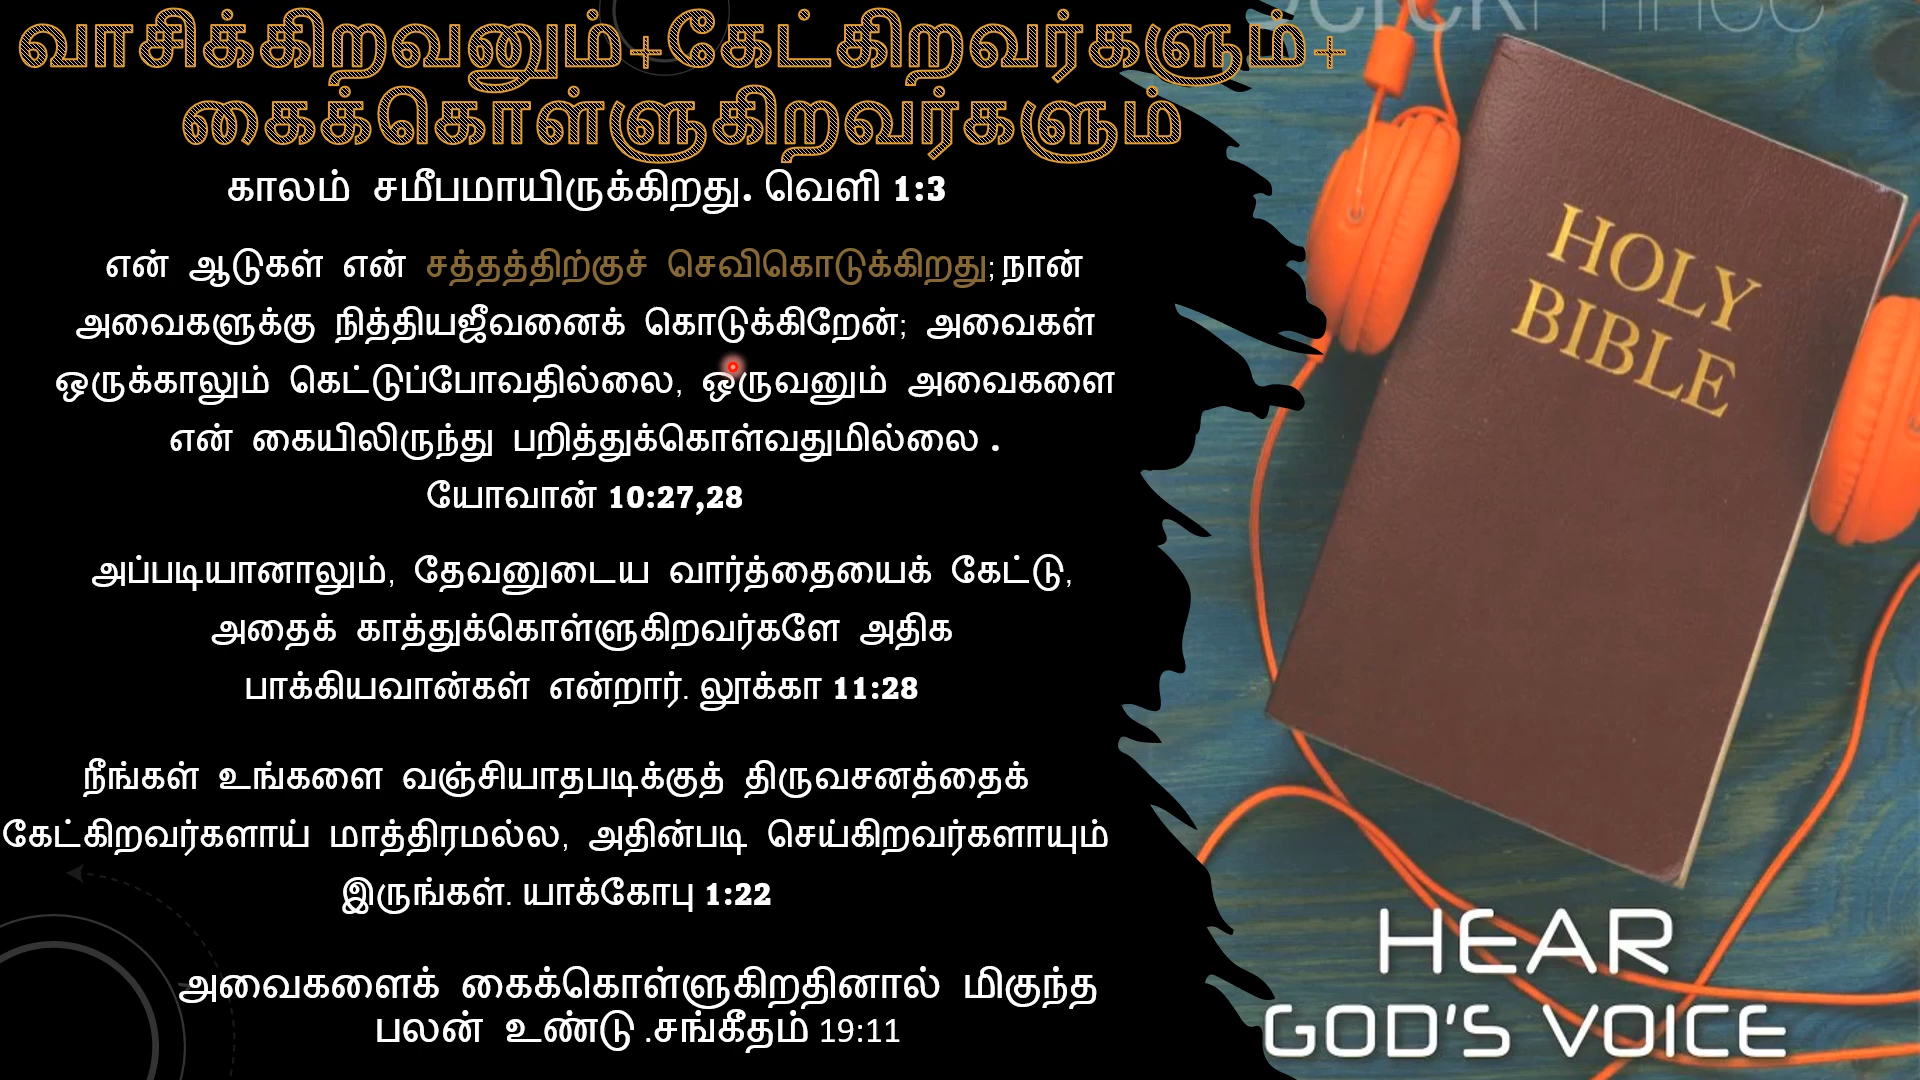 வாசிக்கிறவனும்+கேட்கிறவர்களும்+
கைக்கொள்ளுகிறவர்களும்
காலம் சமீபமாயிருக்கிறது. வெளி 1:3
என் ஆடுகள் என் சத்தத்திற்குச் செவிகொடுக்கிறது; நான்
அவைகளுக்கு நித்தியஜீவனைக் கொடுக்கிறேன்; அவைகள்
ஒருக்காலும் கெட்டுப்போவதில்லை, ஒருவனும் அவைகளை
என் கையிலிருந்து பறித்துக்கொள்வதுமில்லை .
யோவான் 10:27,28
அப்படியானாலும், தேவனுடைய வார்த்தையைக் கேட்டு,
அதைக் காத்துக்கொள்ளுகிறவர்களே அதிக
பாக்கியவான்கள் என்றார். லூக்கா 11:28
நீங்கள் உங்களை வஞ்சியாதபடிக்குத் திருவசனத்தைக்
கேட்கிறவர்களாய் மாத்திரமல்ல, அதின்படி செய்கிறவர்களாயும்
இருங்கள். யாக்கோபு 1:22
அவைகளைக் கைக்கொள்ளுகிறதினால் மிகுந்த
பலன் உண்டு .சங்கீதம் 19:11
HOLY
BIBLE
HEAR
GOD'S VOICE